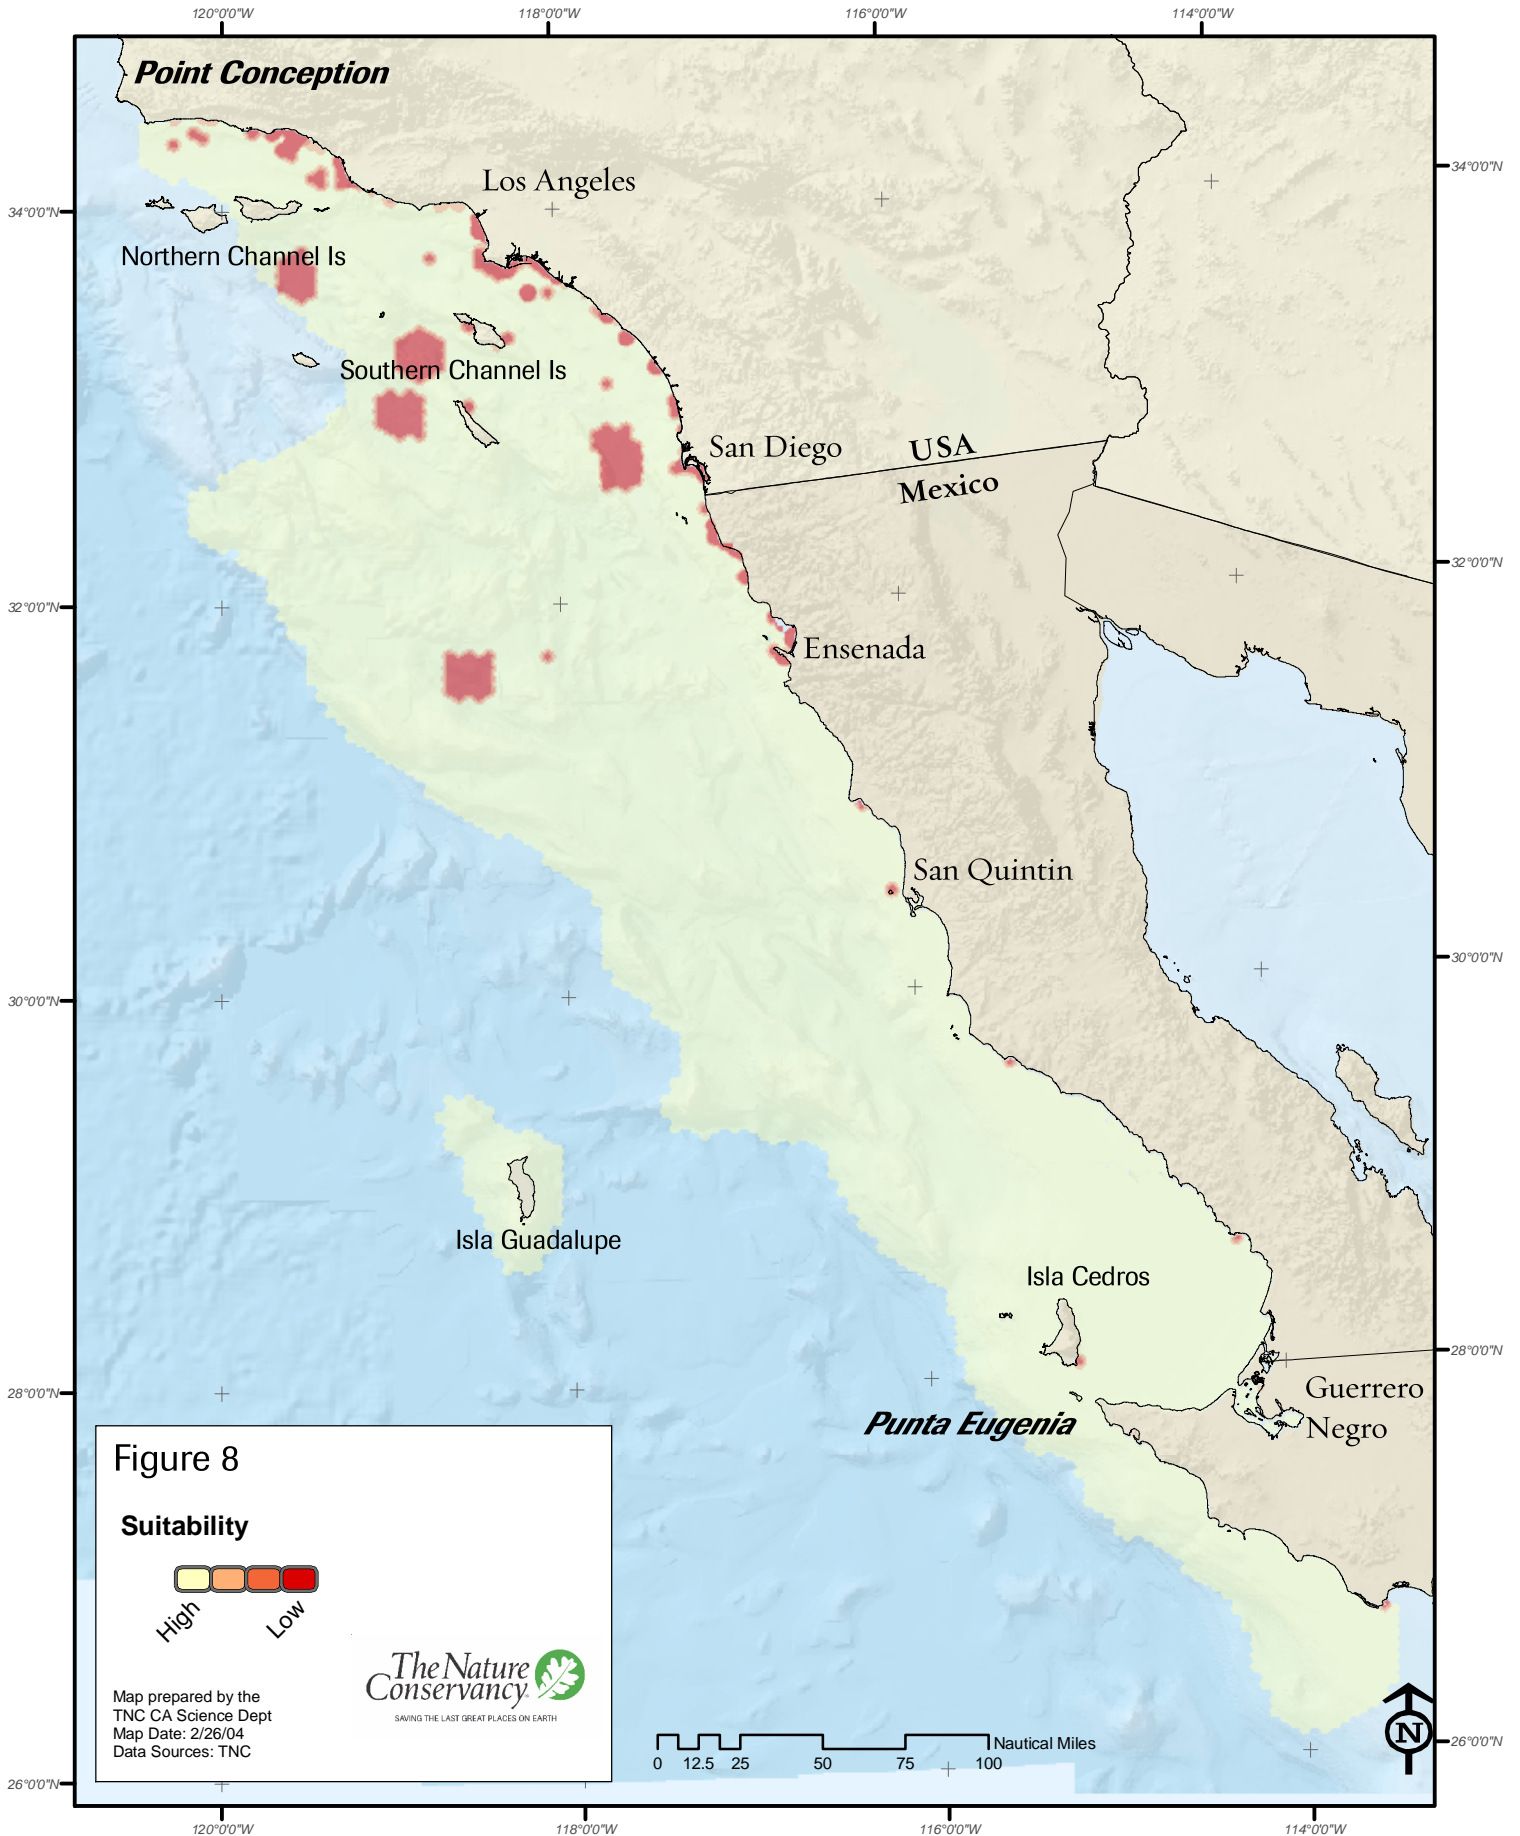 120°0'0"W 118°0'0"W 116°0'0"W 114°0'0"W
Point Conception
34°0'0"N
Los Angeles
34°0'0"N
Northern Channel Is
Southern Channel Is
San Diego
USA
Mexico
32°0'0"N
32°0'0"N
Ensenada
San Quintin
30°0'0"N
30°0'0"N
Isla Guadalupe
Isla Cedros
28°0'0"N
28°0'0"N
Guerrero
Negro
Punta Eugenia
Figure 8
Suitability
High
Low
The Nature
Conservancy
SAVING THE LAST GREAT PLACES ON EARTH
Map prepared by the
TNC CA Science Dept
Map Date: 2/26/04
Data Sources: TNC
Nautical Miles
0 12.5 25 50 75 100
N
26°0'0"N
26°0'0"N
120°0'0"W 118°0'0"W 116°0'0"W 114°0'0"W